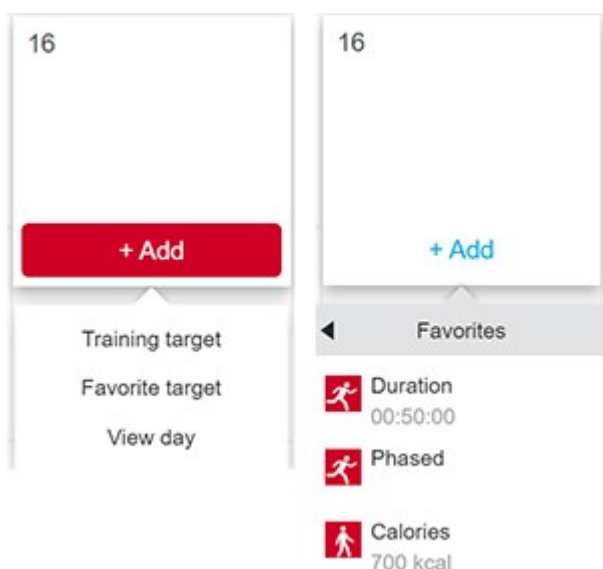 16
+ Add
Training target
Favorite target
View day
16
+ Add
Favorites
Duration
00:50:00
Phased
Calories
700 kcal